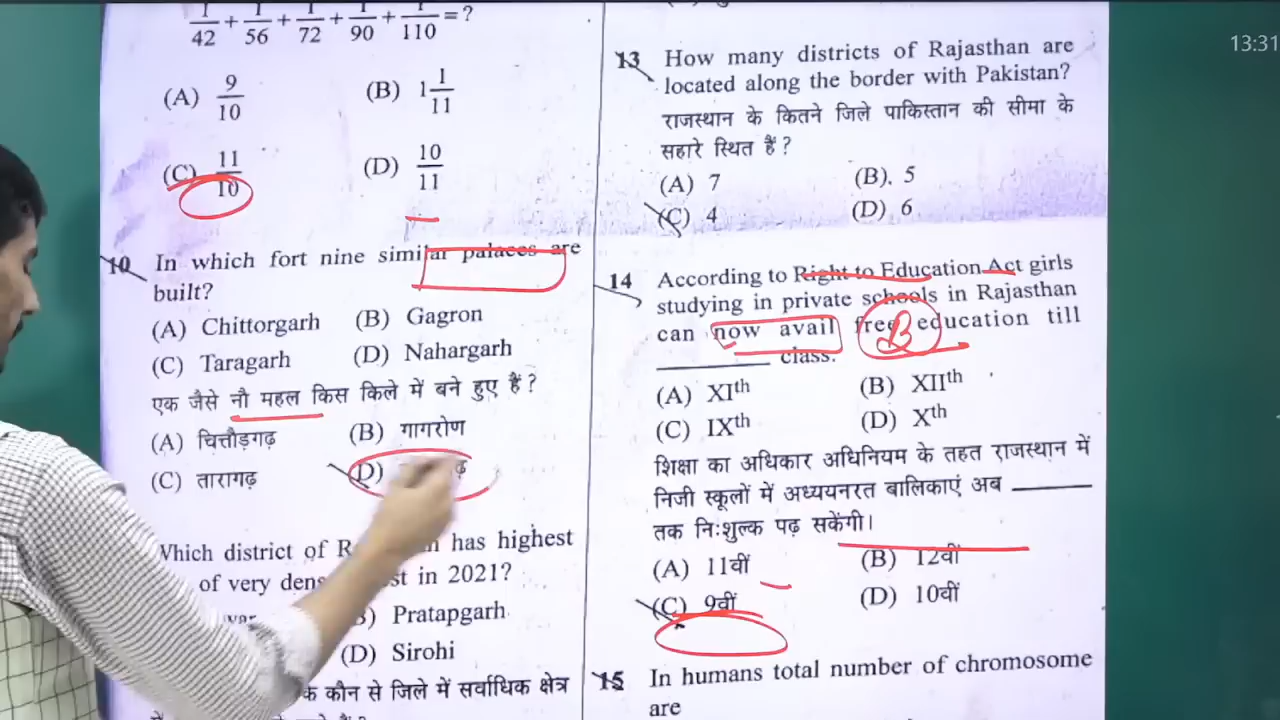 1/42 + 1/56 + 1/72 + 1/90 + 1/110 = ?
(A) 9/10 (B) 1 1/11
(C) 11/10 (D) 10/11
10 In which fort nine similar palaces are
built?
(A) Chittorgarh (B) Gagron
(C) Taragarh (D) Nahargarh
एक जैसे नौ महल किस किले में बने हुए हैं ?
(A) चित्तौड़गढ़ (B) गागरोण
(C) तारागढ़ (D)
Which district of has highest
of very dens in 2021?
Pratapgarh
(D) Sirohi
कौन से जिले में सर्वाधिक क्षेत्र
13 How many districts of Rajasthan are
located along the border with Pakistan?
राजस्थान के कितने जिले पाकिस्तान की सीमा के
सहारे स्थित हैं ?
(A) 7 (B). 5
(C) 4 (D) 6
14 According to Right to Education Act girls
studying in private schools in Rajasthan
can now avail free education till
______ class.
B
(A) XIth (B) XIIth
(C) IXth (D) Xth
शिक्षा का अधिकार अधिनियम के तहत राजस्थान में
निजी स्कूलों में अध्ययनरत बालिकाएं अब ______
तक निःशुल्क पढ़ सकेंगी।
(A) 11वीं (B) 12वीं
(C) 9वीं (D) 10वीं
15 In humans total number of chromosome
are
13:31